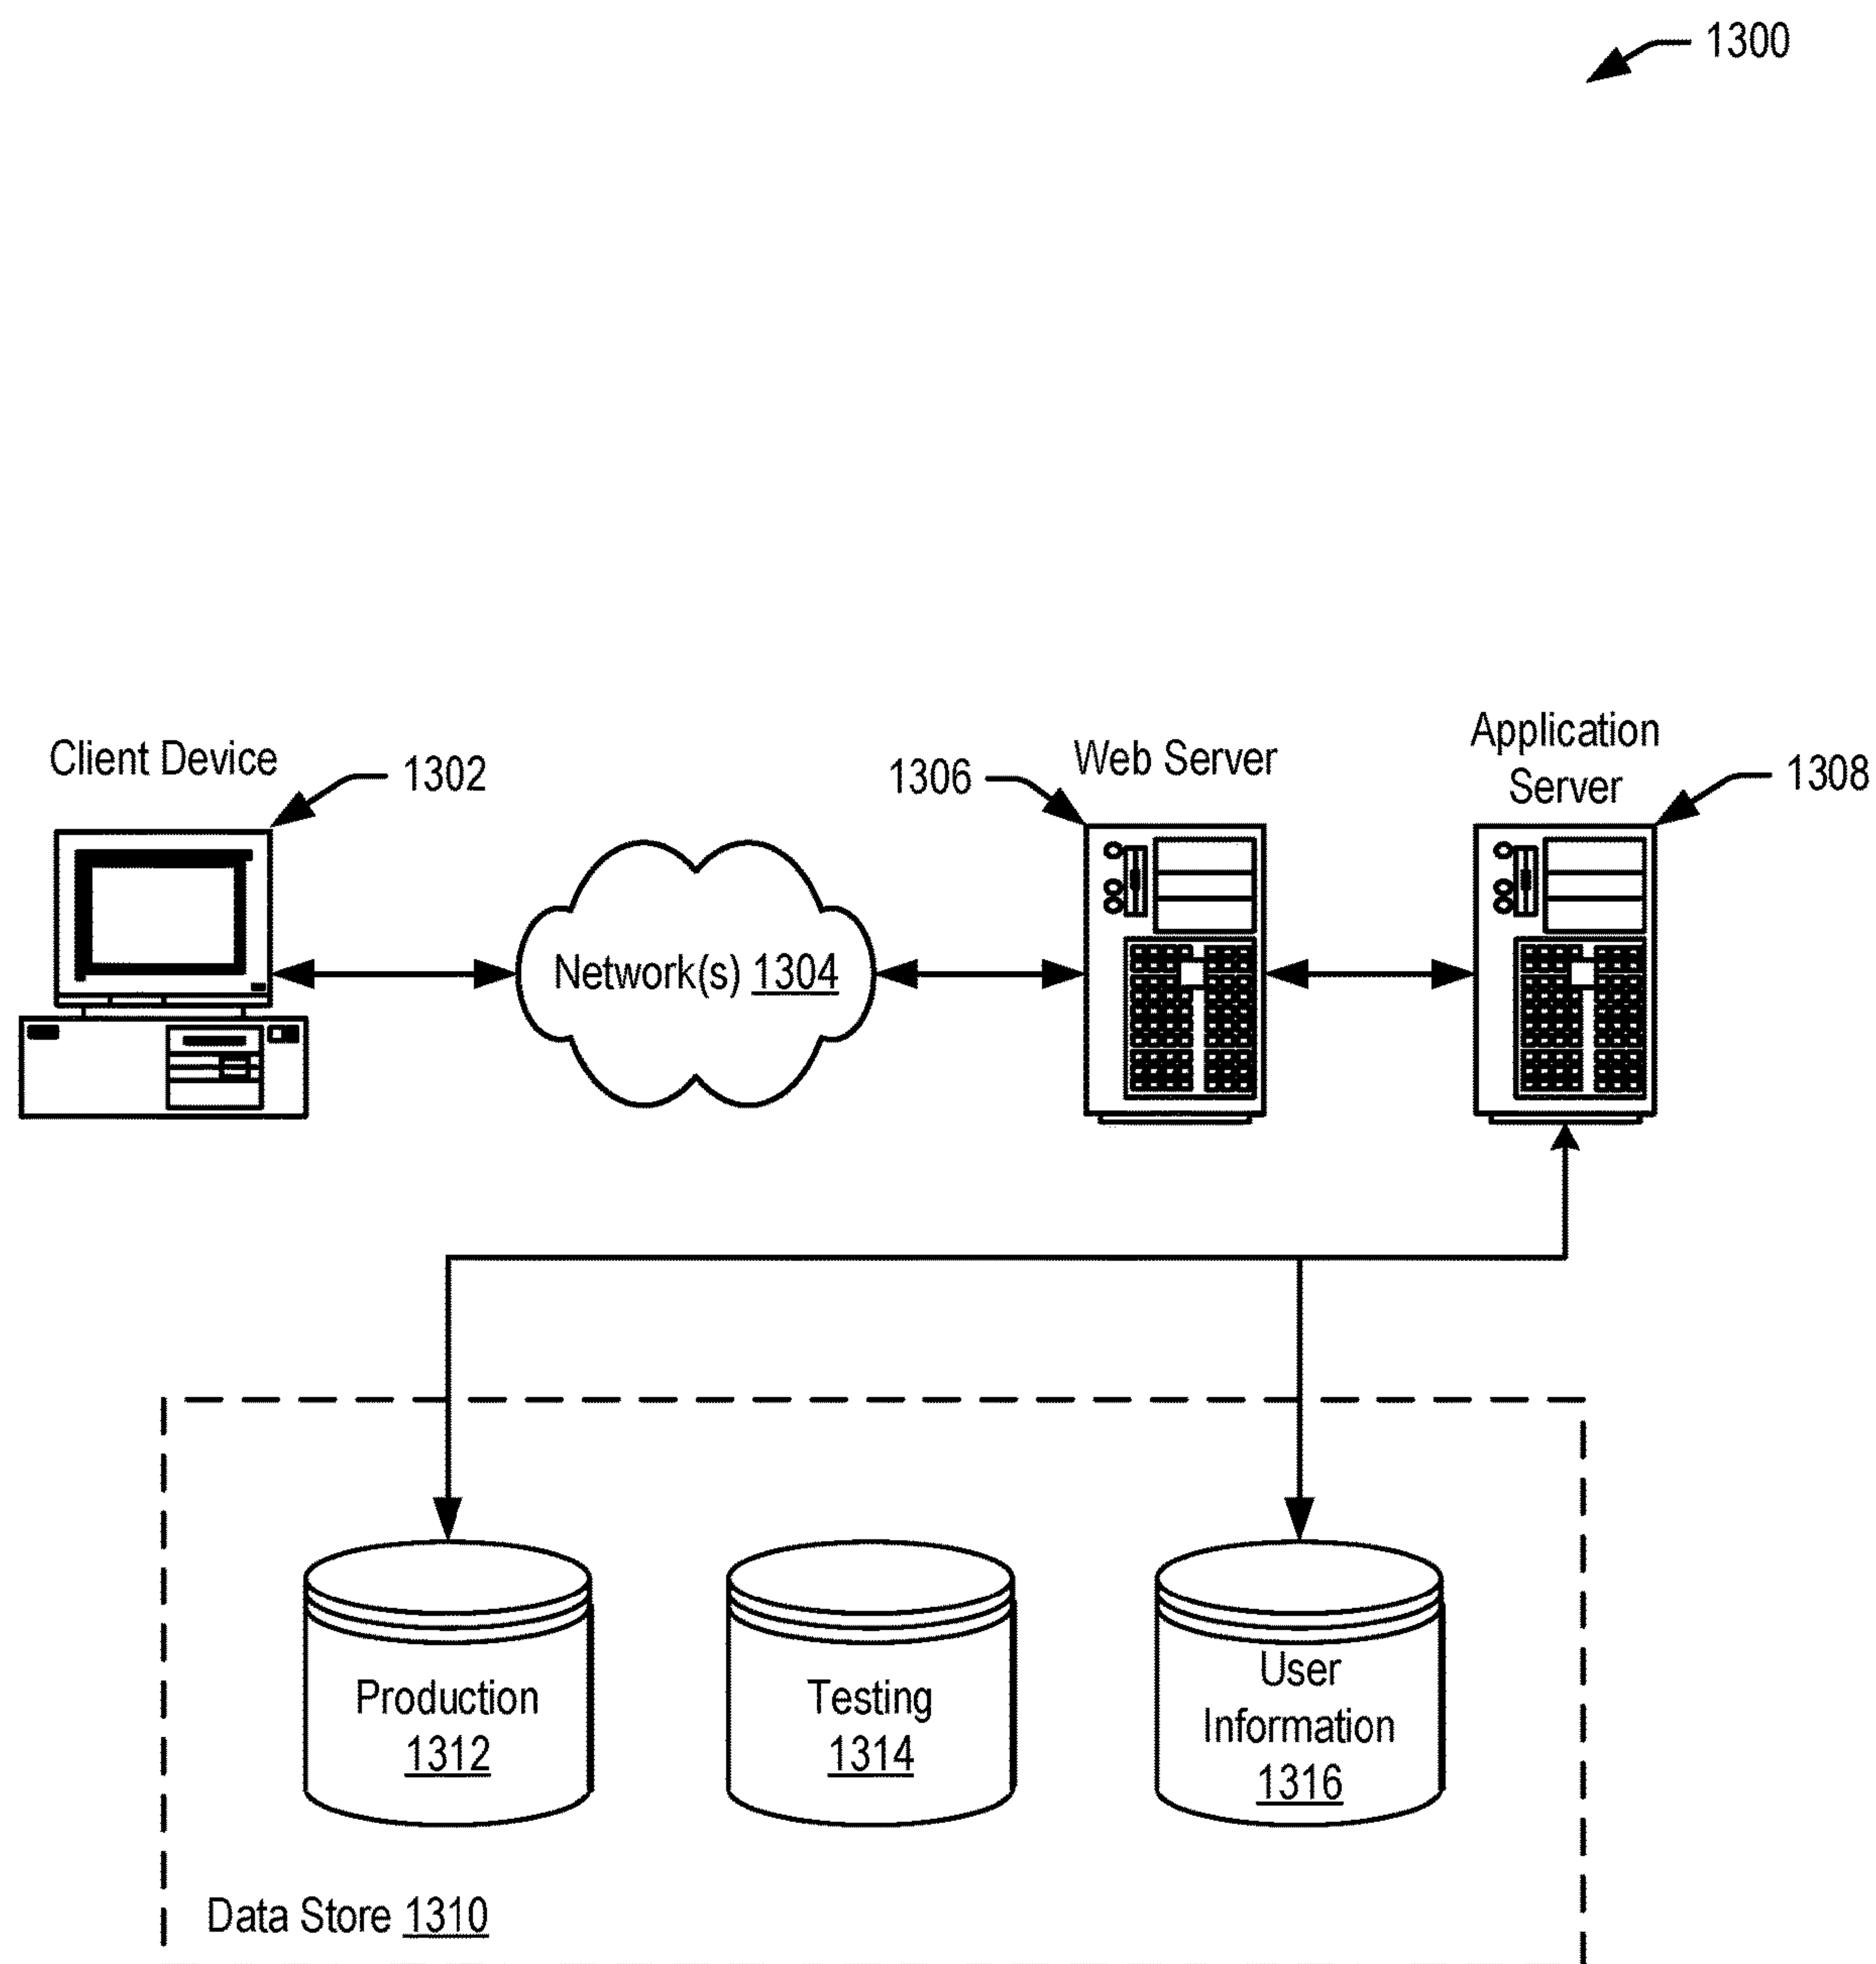 1300
Client Device
1302
1306
Web Server
Application
Server
1308
Network(s) 1304
Production
1312
Testing
1314
User
Information
1316
Data Store 1310